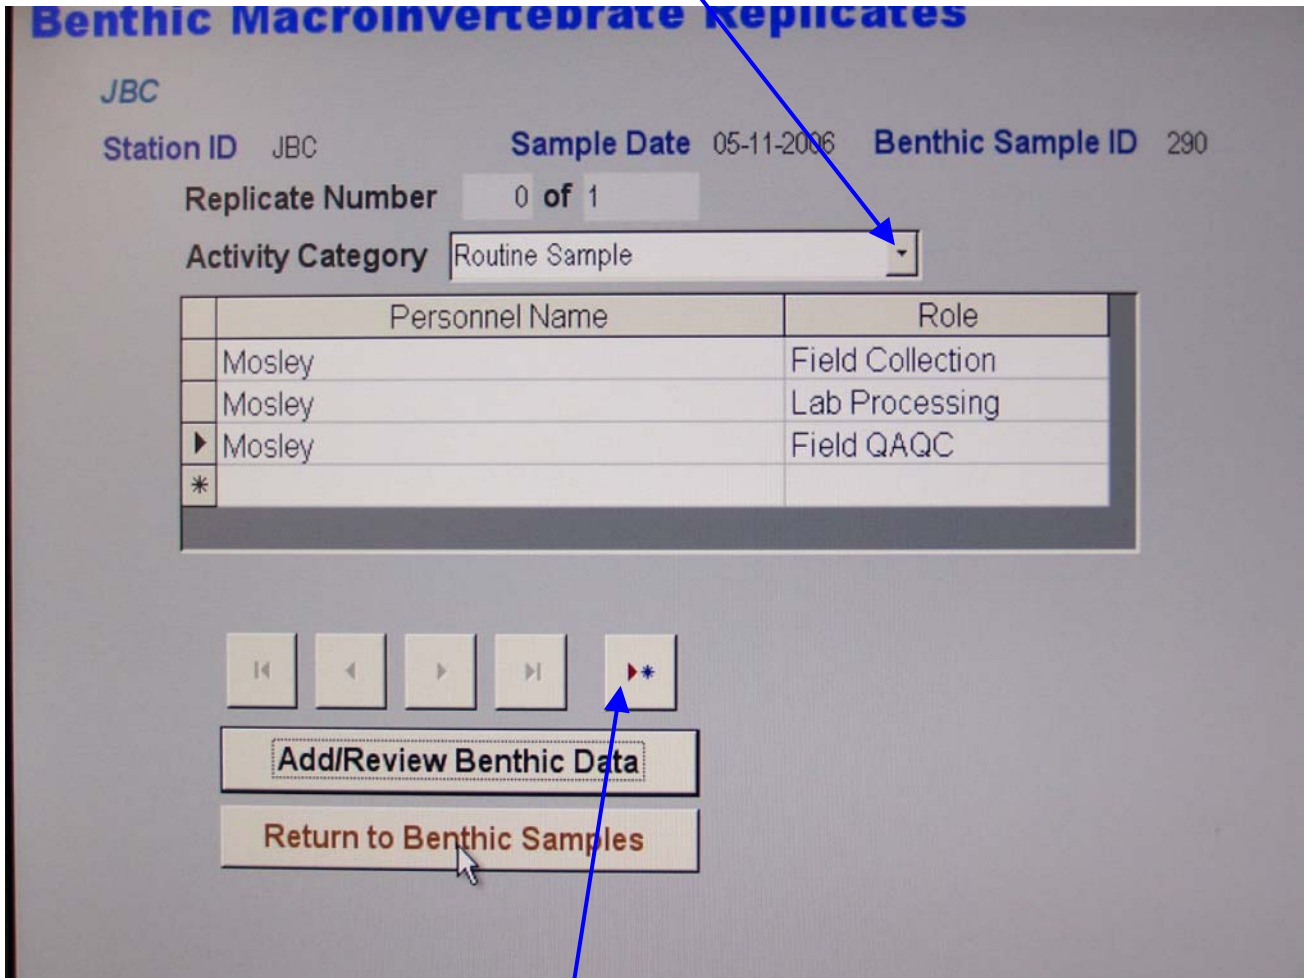 Benthic Macroinvertebrate Replicates
JBC
Station ID JBC Sample Date 05-11-2006 Benthic Sample ID 290
Replicate Number 0 of 1
Activity Category Routine Sample
Personnel Name Role
Mosley Field Collection
Mosley Lab Processing
Mosley Field QAQC
Add/Review Benthic Data
Return to Benthic Samples